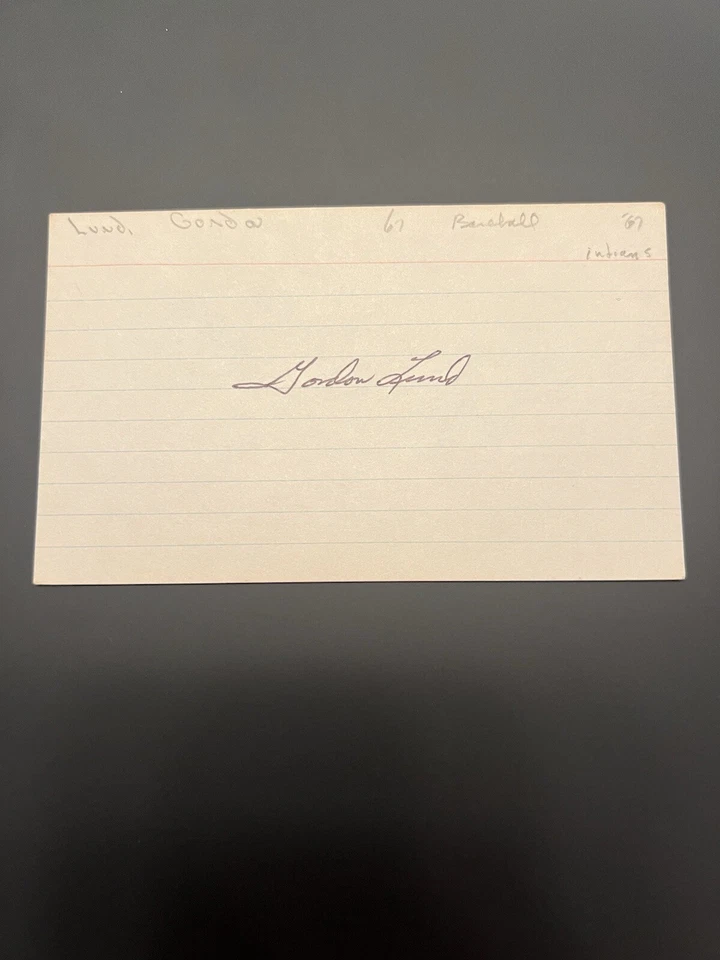 Lund, Gordon 67 Baseball '67
Indians
Gordon Lund